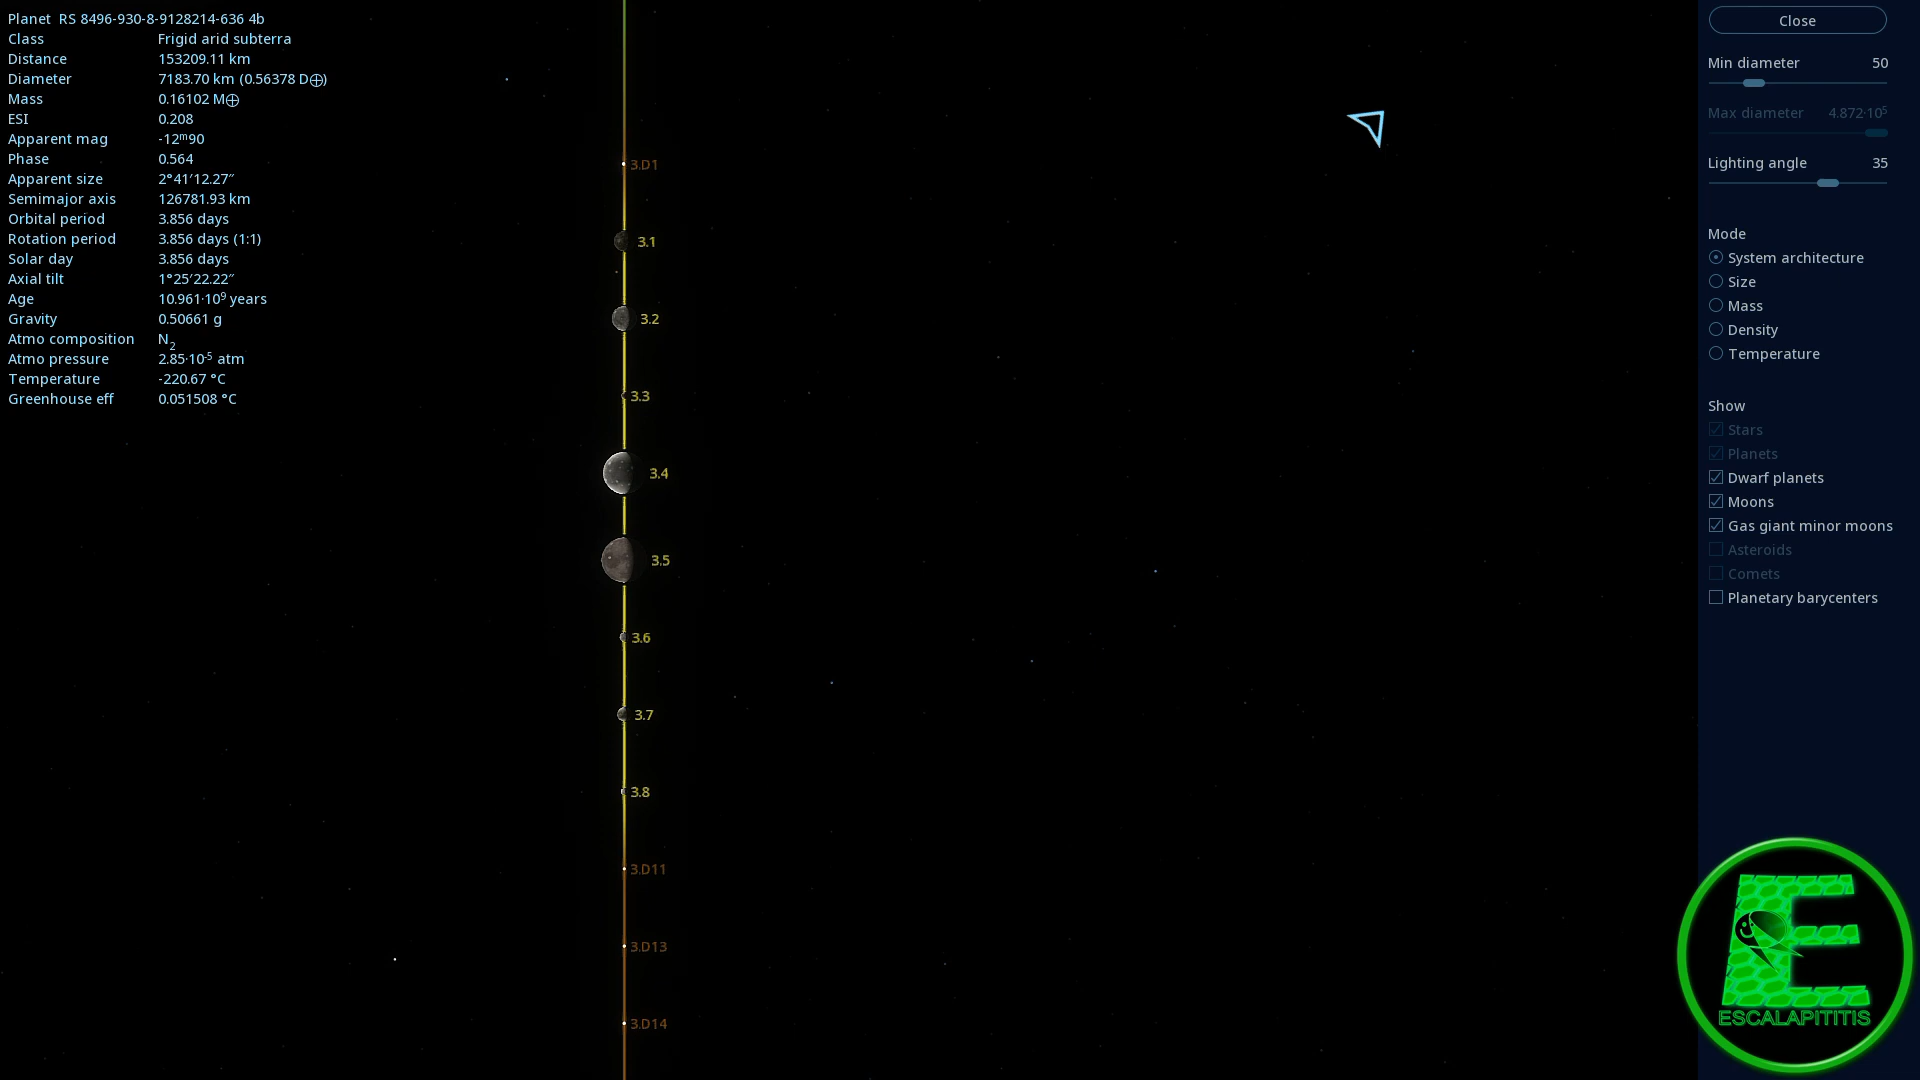 Planet RS 8496-930-8-9128214-636 4b
Class Frigid arid subterra
Distance 153209.11 km
Diameter 7183.70 km (0.56378 D⊕)
Mass 0.16102 M⊕
ESI 0.208
Apparent mag -12ᵐ90
Phase 0.564
Apparent size 2°41′12.27″
Semimajor axis 126781.93 km
Orbital period 3.856 days
Rotation period 3.856 days (1:1)
Solar day 3.856 days
Axial tilt 1°25′22.22″
Age 10.961·10⁹ years
Gravity 0.50661 g
Atmo composition N₂
Atmo pressure 2.85·10⁻⁵ atm
Temperature -220.67 °C
Greenhouse eff 0.051508 °C
3.D1
3.1
3.2
3.3
3.4
3.5
3.6
3.7
3.8
3.D11
3.D13
3.D14
Close
Min diameter 50
Max diameter 4.872·10⁵
Lighting angle 35
Mode
System architecture
Size
Mass
Density
Temperature
Show
Stars
Planets
Dwarf planets
Moons
Gas giant minor moons
Asteroids
Comets
Planetary barycenters
E
ESCALAPITITIS